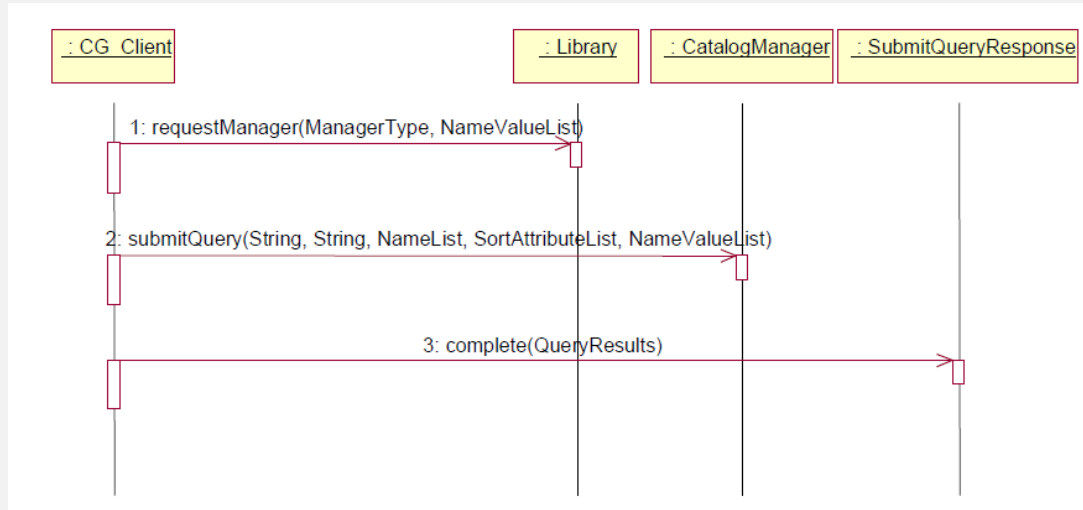 : CG_Client
: Library
: CatalogManager
: SubmitQueryResponse
1: requestManager(ManagerType, NameValueList)
2: submitQuery(String, String, NameList, SortAttributeList, NameValueList)
3: complete(QueryResults)